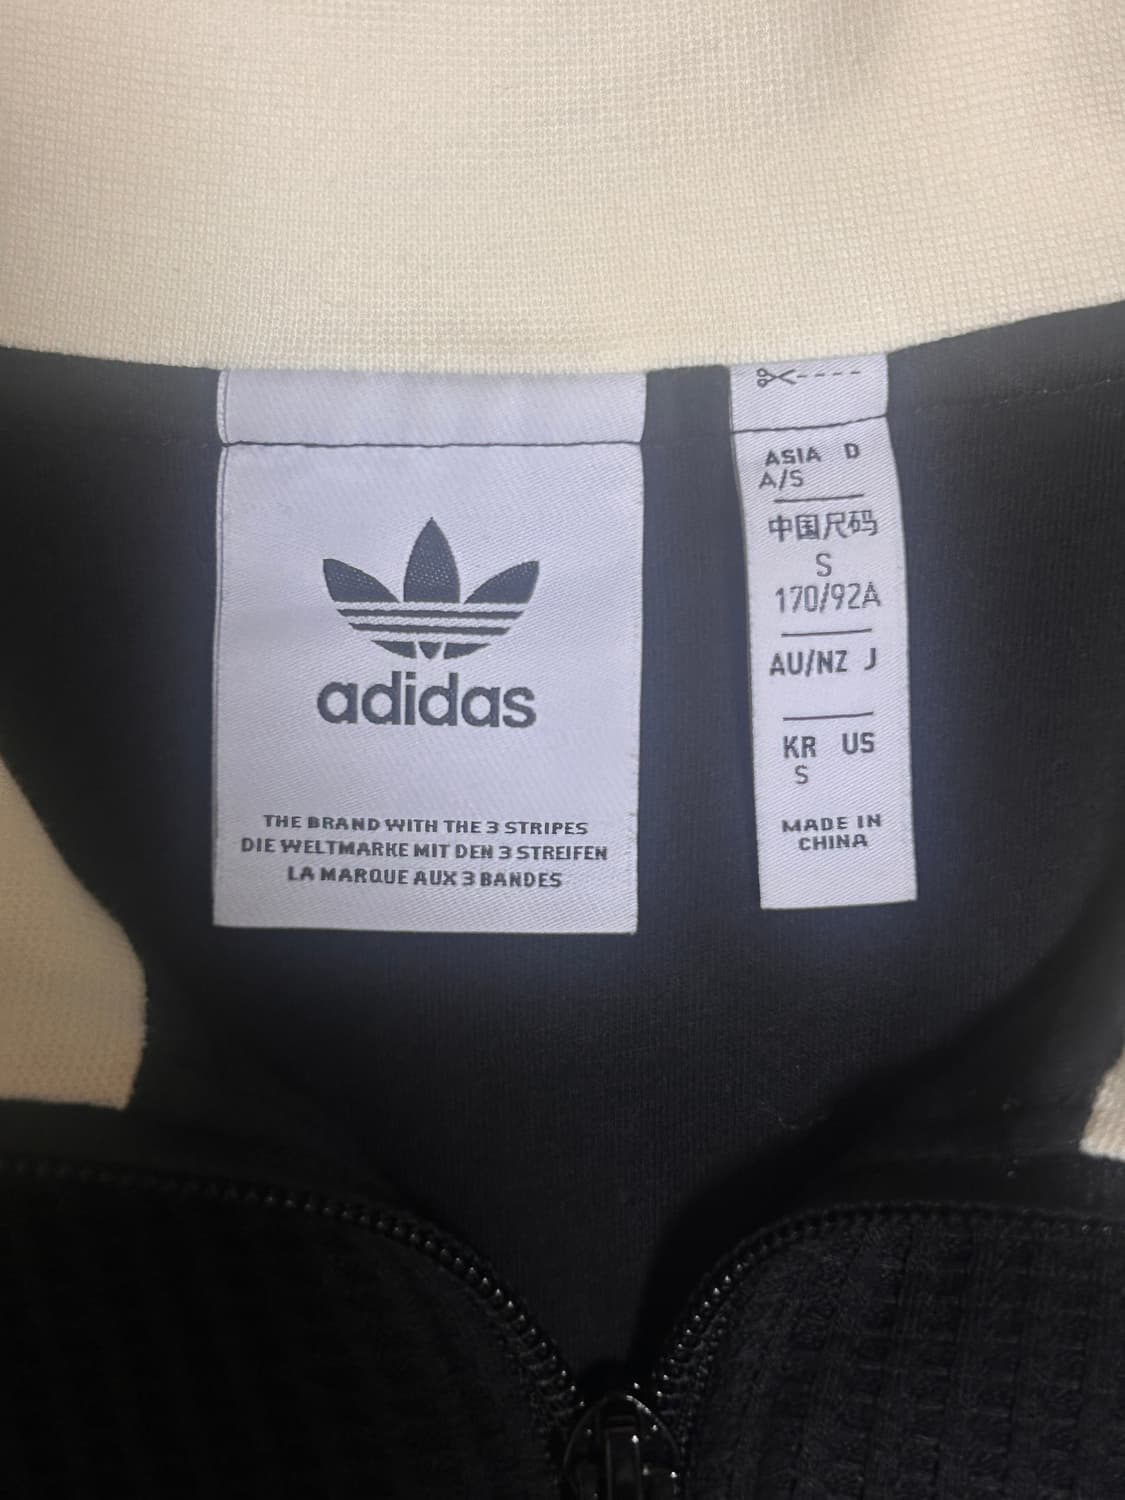 adidas
THE BRAND WITH THE 3 STRIPES
DIE WELTMARKE MIT DEN 3 STREIFEN
LA MARQUE AUX 3 BANDES
ASIA D
A/S
中国尺码
S
170/92A
AU/NZ J
KR US
S
MADE IN
CHINA